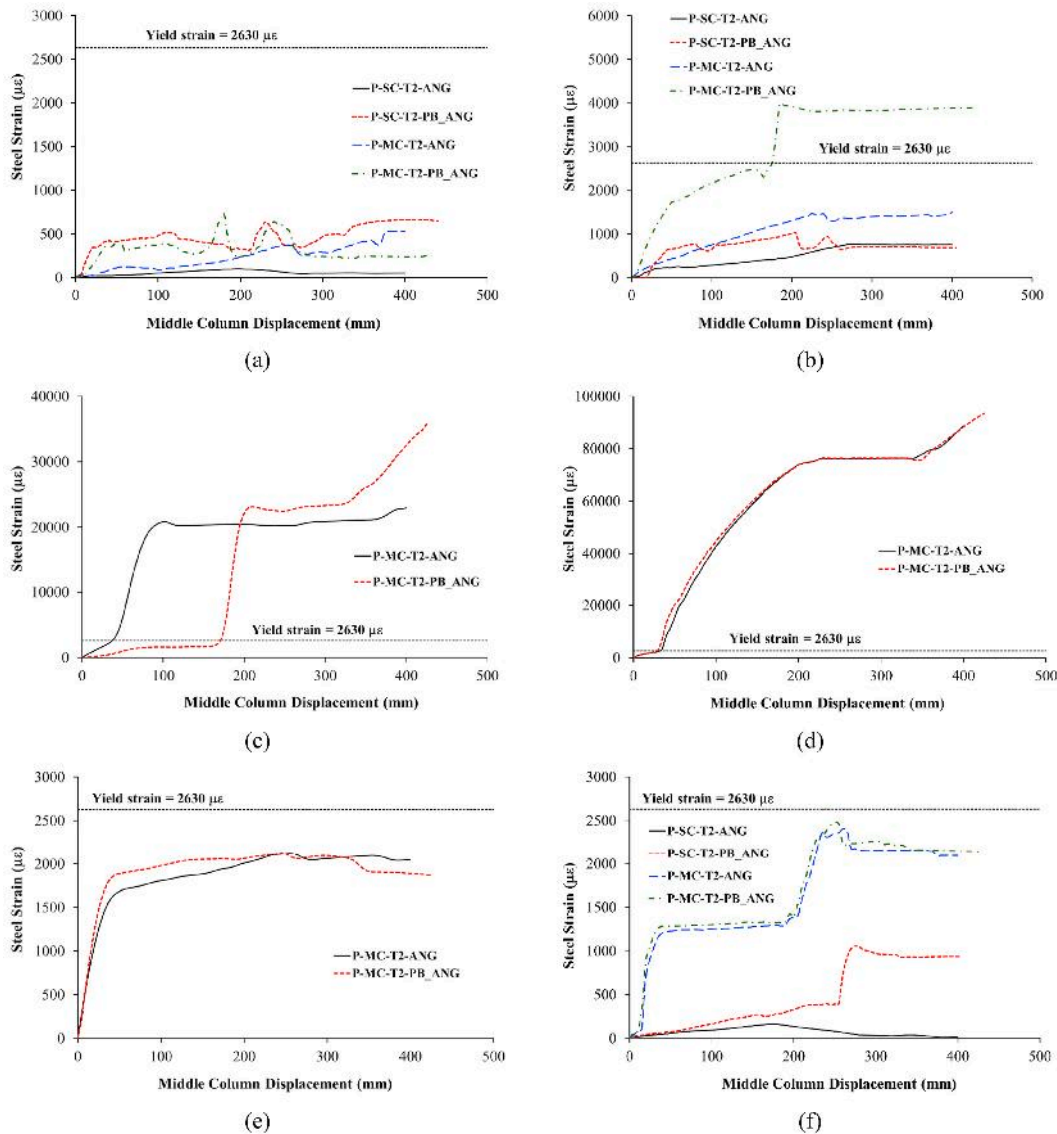 3000
2500
2000
1500
1000
500
0
Steel Strain (με)
Yield strain = 2630 με
P-SC-T2-ANG
P-SC-T2-PB_ANG
P-MC-T2-ANG
P-MC-T2-PB_ANG
0 100 200 300 400 500
Middle Column Displacement (mm)
(a)
6000
5000
4000
3000
2000
1000
0
Steel Strain (με)
P-SC-T2-ANG
P-SC-T2-PB_ANG
P-MC-T2-ANG
P-MC-T2-PB_ANG
Yield strain = 2630 με
0 100 200 300 400 500
Middle Column Displacement (mm)
(b)
40000
30000
20000
10000
0
Steel Strain (με)
P-MC-T2-ANG
P-MC-T2-PB_ANG
Yield strain = 2630 με
0 100 200 300 400 500
Middle Column Displacement (mm)
(c)
100000
80000
60000
40000
20000
0
Steel Strain (με)
P-MC-T2-ANG
P-MC-T2-PB_ANG
Yield strain = 2630 με
0 100 200 300 400 500
Middle Column Displacement (mm)
(d)
3000
2500
2000
1500
1000
500
0
Steel Strain (με)
Yield strain = 2630 με
P-MC-T2-ANG
P-MC-T2-PB_ANG
0 100 200 300 400 500
Middle Column Displacement (mm)
(e)
3000
2500
2000
1500
1000
500
0
Steel Strain (με)
Yield strain = 2630 με
P-SC-T2-ANG
P-SC-T2-PB_ANG
P-MC-T2-ANG
P-MC-T2-PB_ANG
0 100 200 300 400 500
Middle Column Displacement (mm)
(f)